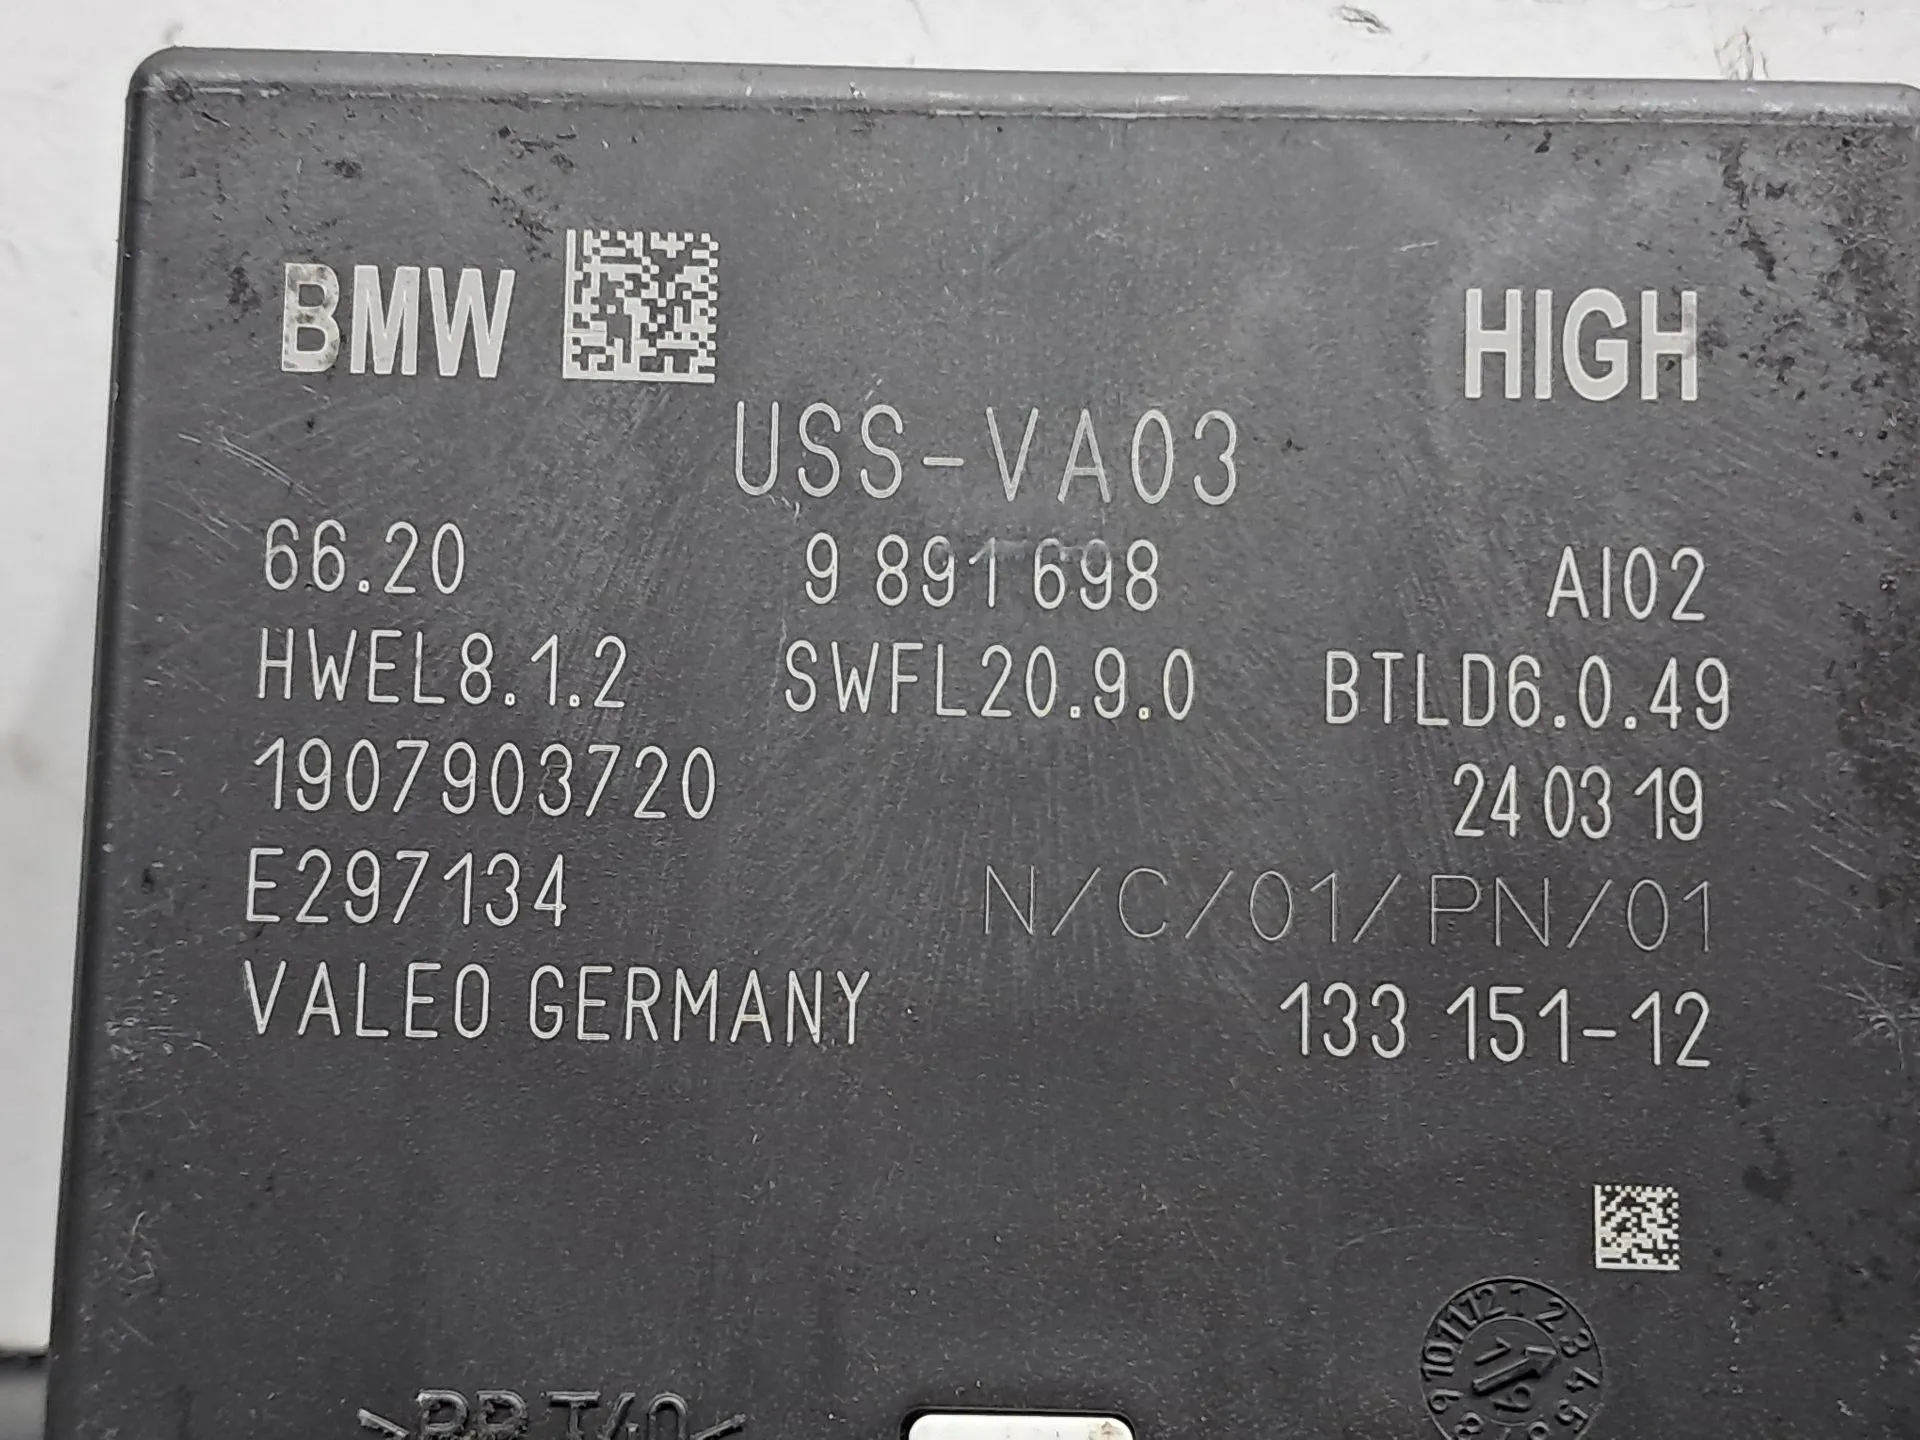 BMW HIGH
USS-VA03
66.20 9 891 698 AI02
HWEL8.1.2 SWFL20.9.0 BTLD6.0.49
1907903720 24 03 19
E297134 N/C/01/PN/01
VALEO GERMANY 133 151-12